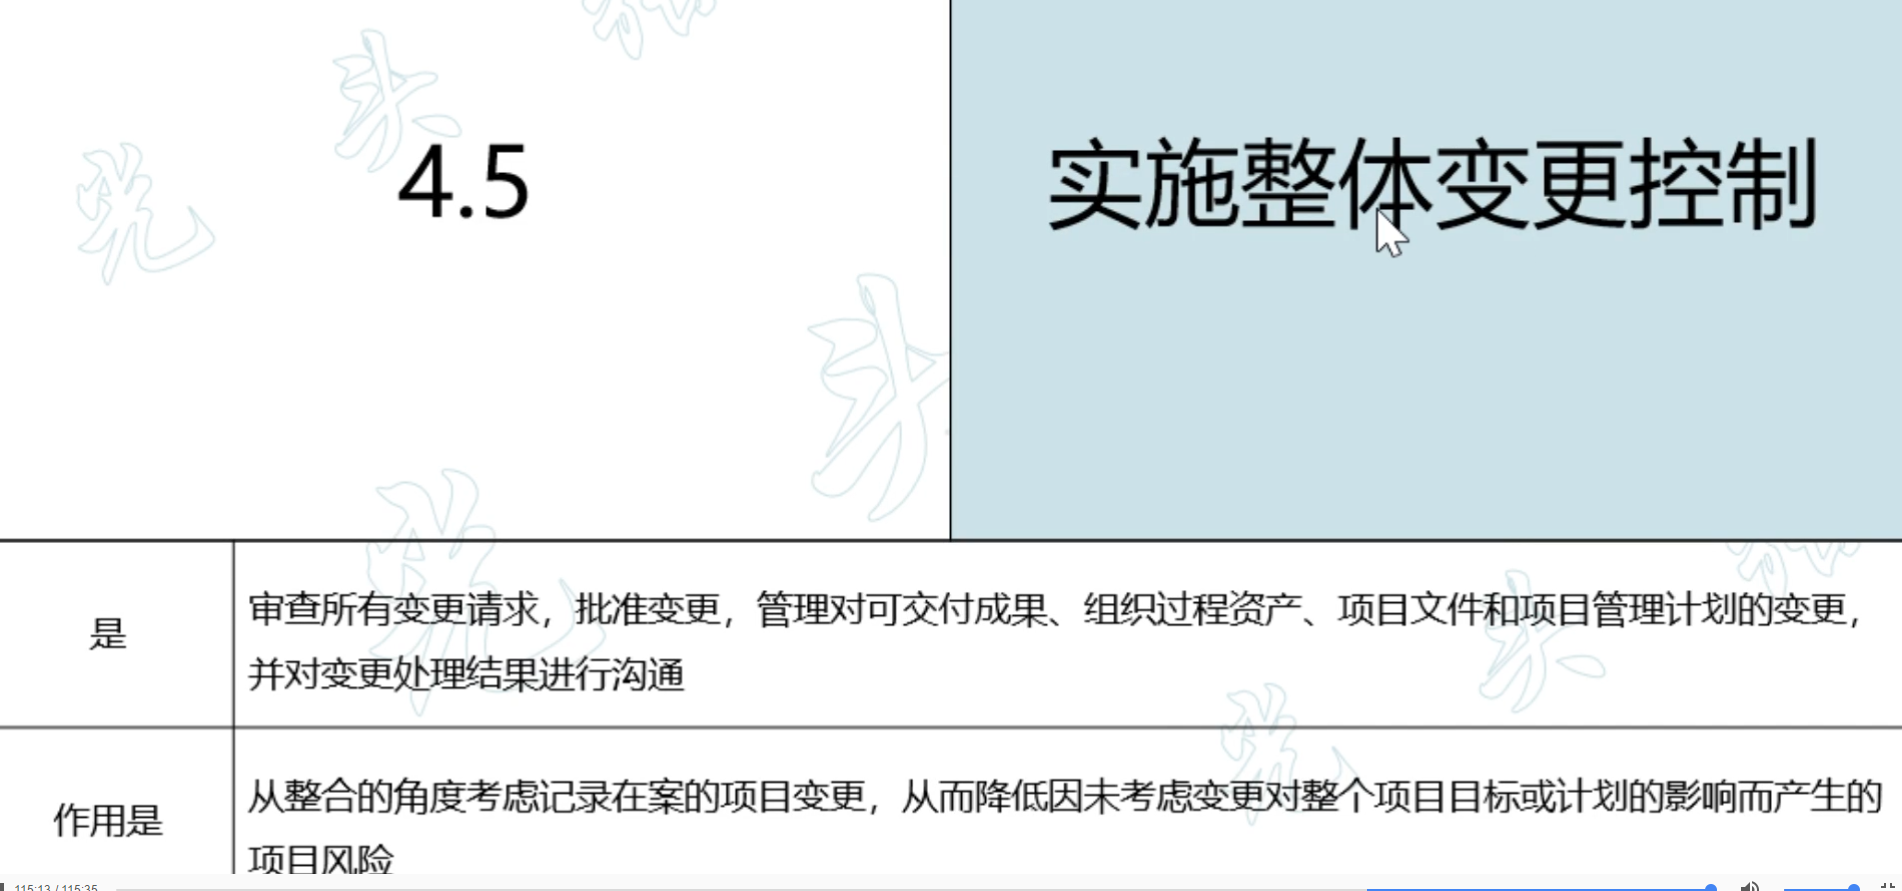 4.5
实施整体变更控制
是
审查所有变更请求，批准变更，管理对可交付成果、组织过程资产、项目文件和项目管理计划的变更，
并对变更处理结果进行沟通
作用是
从整合的角度考虑记录在案的项目变更，从而降低因未考虑变更对整个项目目标或计划的影响而产生的
项目风险
115:13 / 115:35